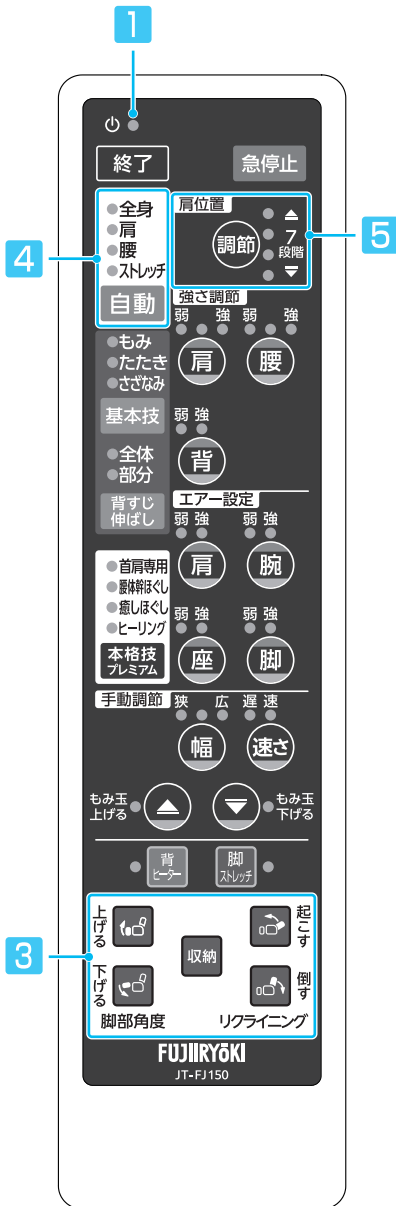 1
終了
急停止
4
全身
肩
腰
ストレッチ
自動
肩位置
調節
7
段階
5
強さ調節
弱 強 弱 強
肩 腰
もみ
たたき
さざなみ
基本技
弱 強
背
全体
部分
背すじ
伸ばし
エアー設定
弱 強 弱 強
肩 腕
首肩専用
腰体幹ほぐし
癒しほぐし
ヒーリング
本格技
プレミアム
弱 強 弱 強
座 脚
手動調節
狭 広 遅 速
幅 速さ
もみ玉
上げる
もみ玉
下げる
背
ヒーター
脚
ストレッチ
3
上げる
下げる
脚部角度
収納
起こす
倒す
リクライニング
FUJIIRYōKI
JT-FJ150